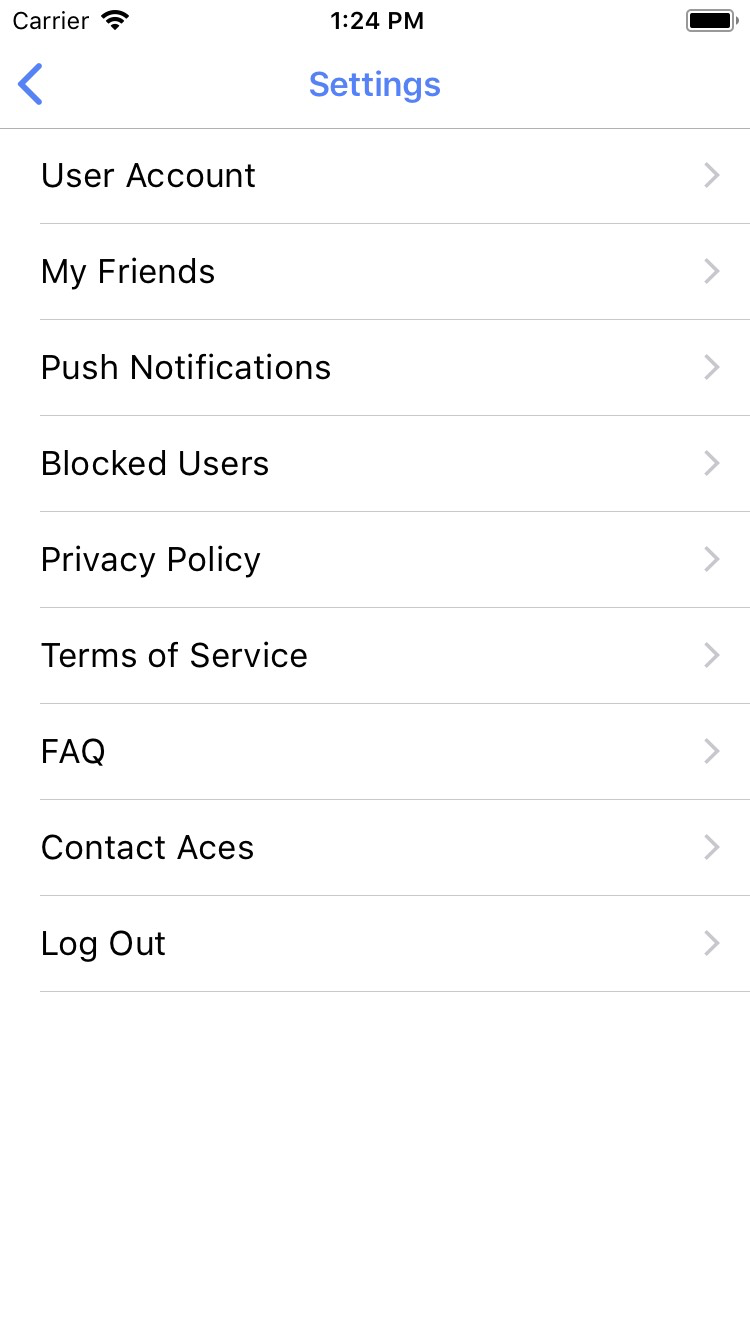 Carrier 1:24 PM
Settings
User Account
My Friends
Push Notifications
Blocked Users
Privacy Policy
Terms of Service
FAQ
Contact Aces
Log Out